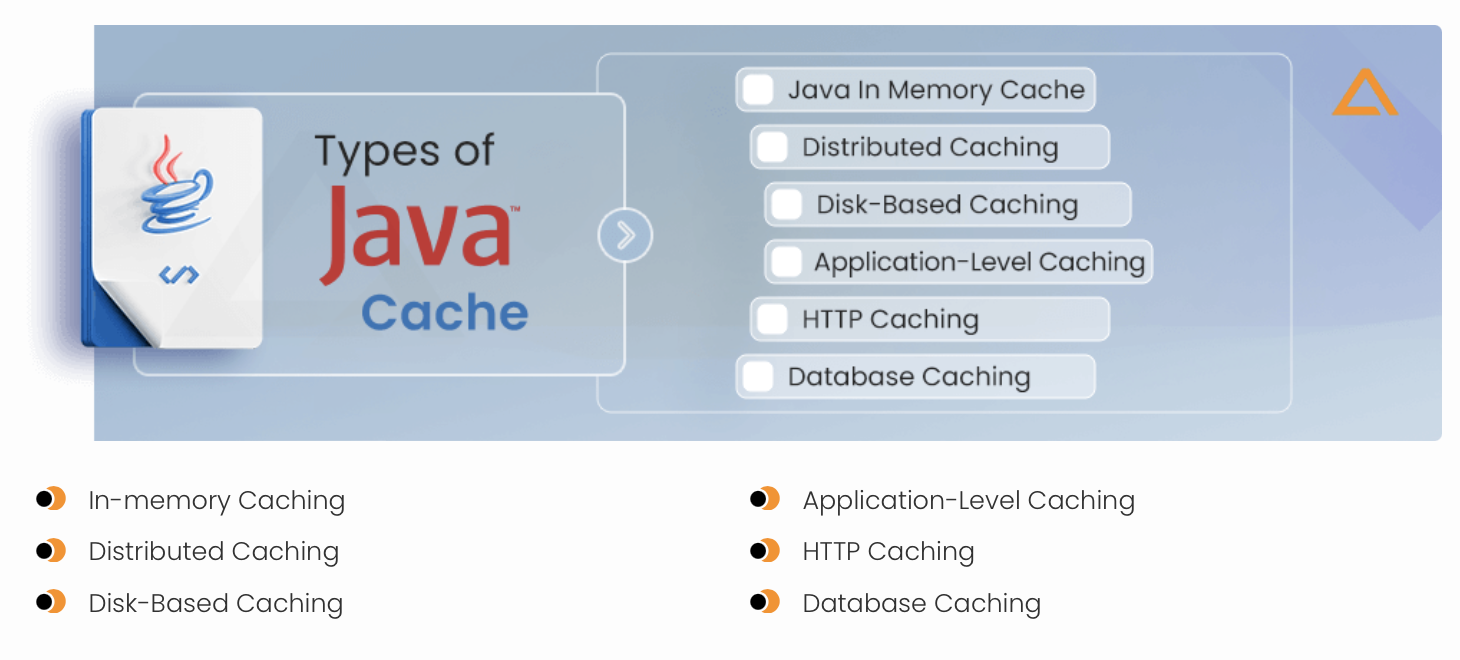 Types of
Java™
Cache
Java In Memory Cache
Distributed Caching
Disk-Based Caching
Application-Level Caching
HTTP Caching
Database Caching
In-memory Caching
Distributed Caching
Disk-Based Caching
Application-Level Caching
HTTP Caching
Database Caching